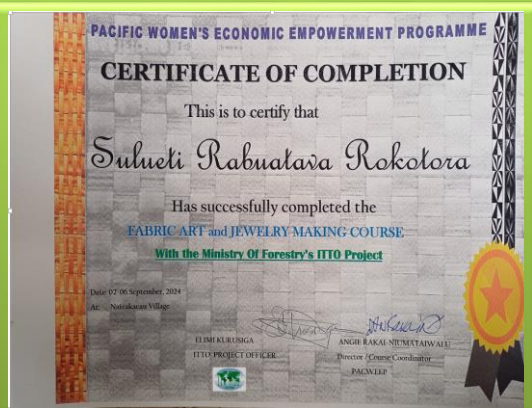 PACIFIC WOMEN'S ECONOMIC EMPOWERMENT PROGRAMME
CERTIFICATE OF COMPLETION
This is to certify that
Sulueti Rabuatava Rokotora
Has successfully completed the
FABRIC ART and JEWELRY MAKING COURSE
With the Ministry Of Forestry's ITTO Project
Date: 02-06 September, 2024
At: Nairukuruku Village
ELIMI KURUSIGA
ANGIE RAKAI-NIUMATAIWALU
ITTO PROJECT OFFICER
Director / Course Coordinator
PACWEEP